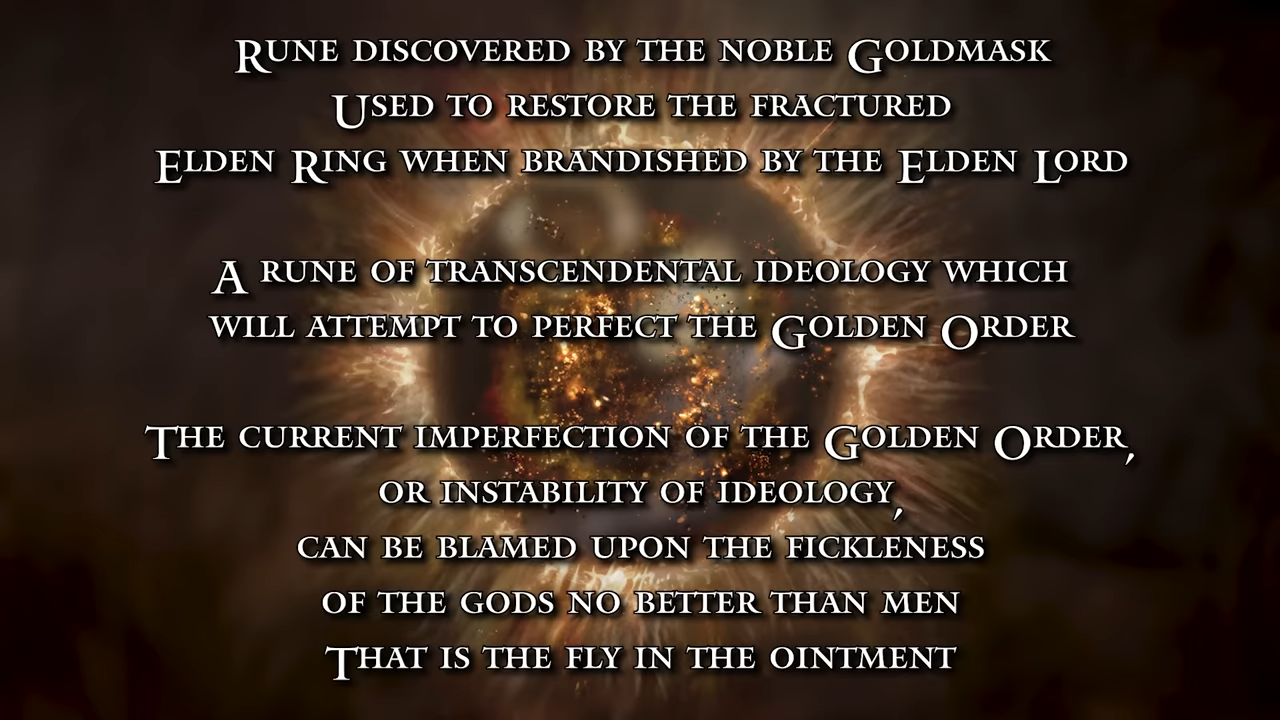 Rune discovered by the noble Goldmask
Used to restore the fractured
Elden Ring when brandished by the Elden Lord
A rune of transcendental ideology which
will attempt to perfect the Golden Order
The current imperfection of the Golden Order,
or instability of ideology,
can be blamed upon the fickleness
of the gods no better than men
That is the fly in the ointment